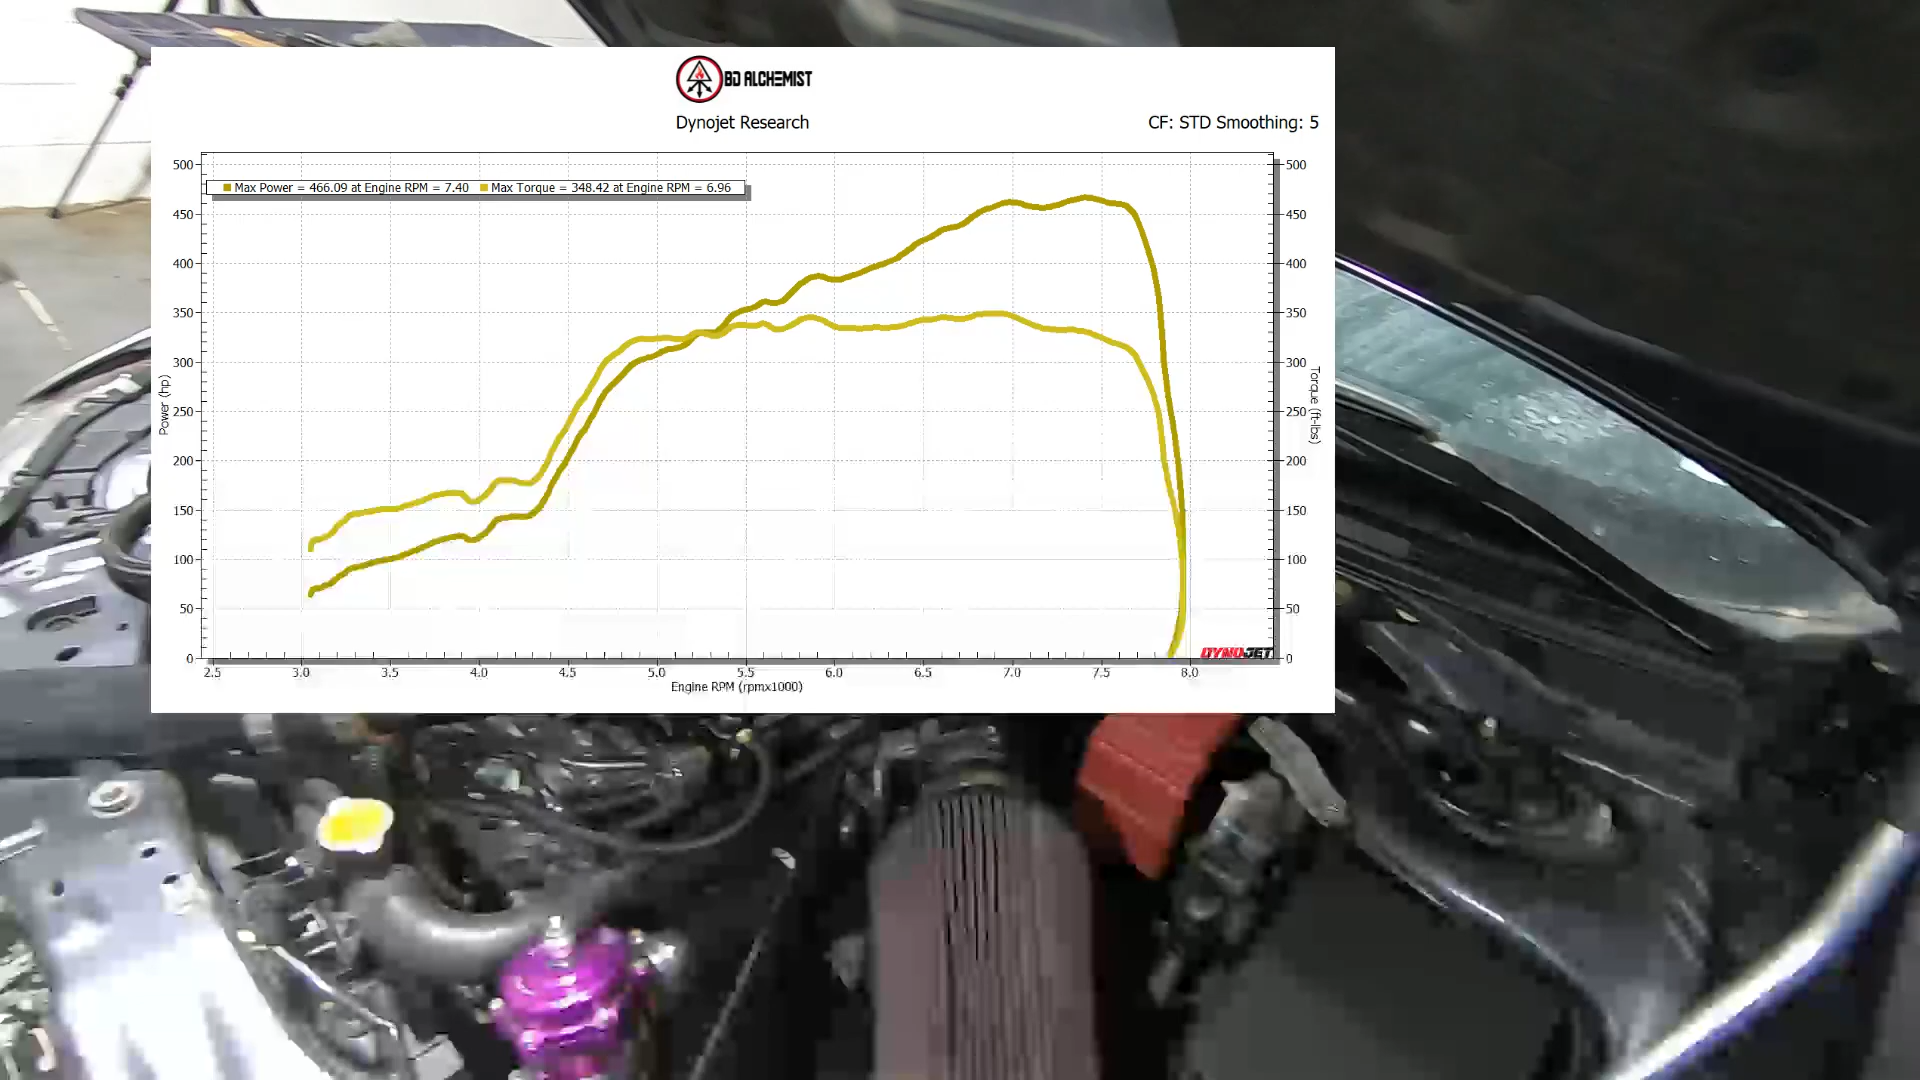 BD ALCHEMIST
Dynojet Research
CF: STD Smoothing: 5
Max Power = 466.09 at Engine RPM = 7.40 Max Torque = 348.42 at Engine RPM = 6.96
500
450
400
350
300
250
200
150
100
50
0
Power (hp)
500
450
400
350
300
250
200
150
100
50
0
Torque (ft-lbs)
DYNOJET
2.5 3.0 3.5 4.0 4.5 5.0 5.5 6.0 6.5 7.0 7.5 8.0
Engine RPM (rpmx1000)